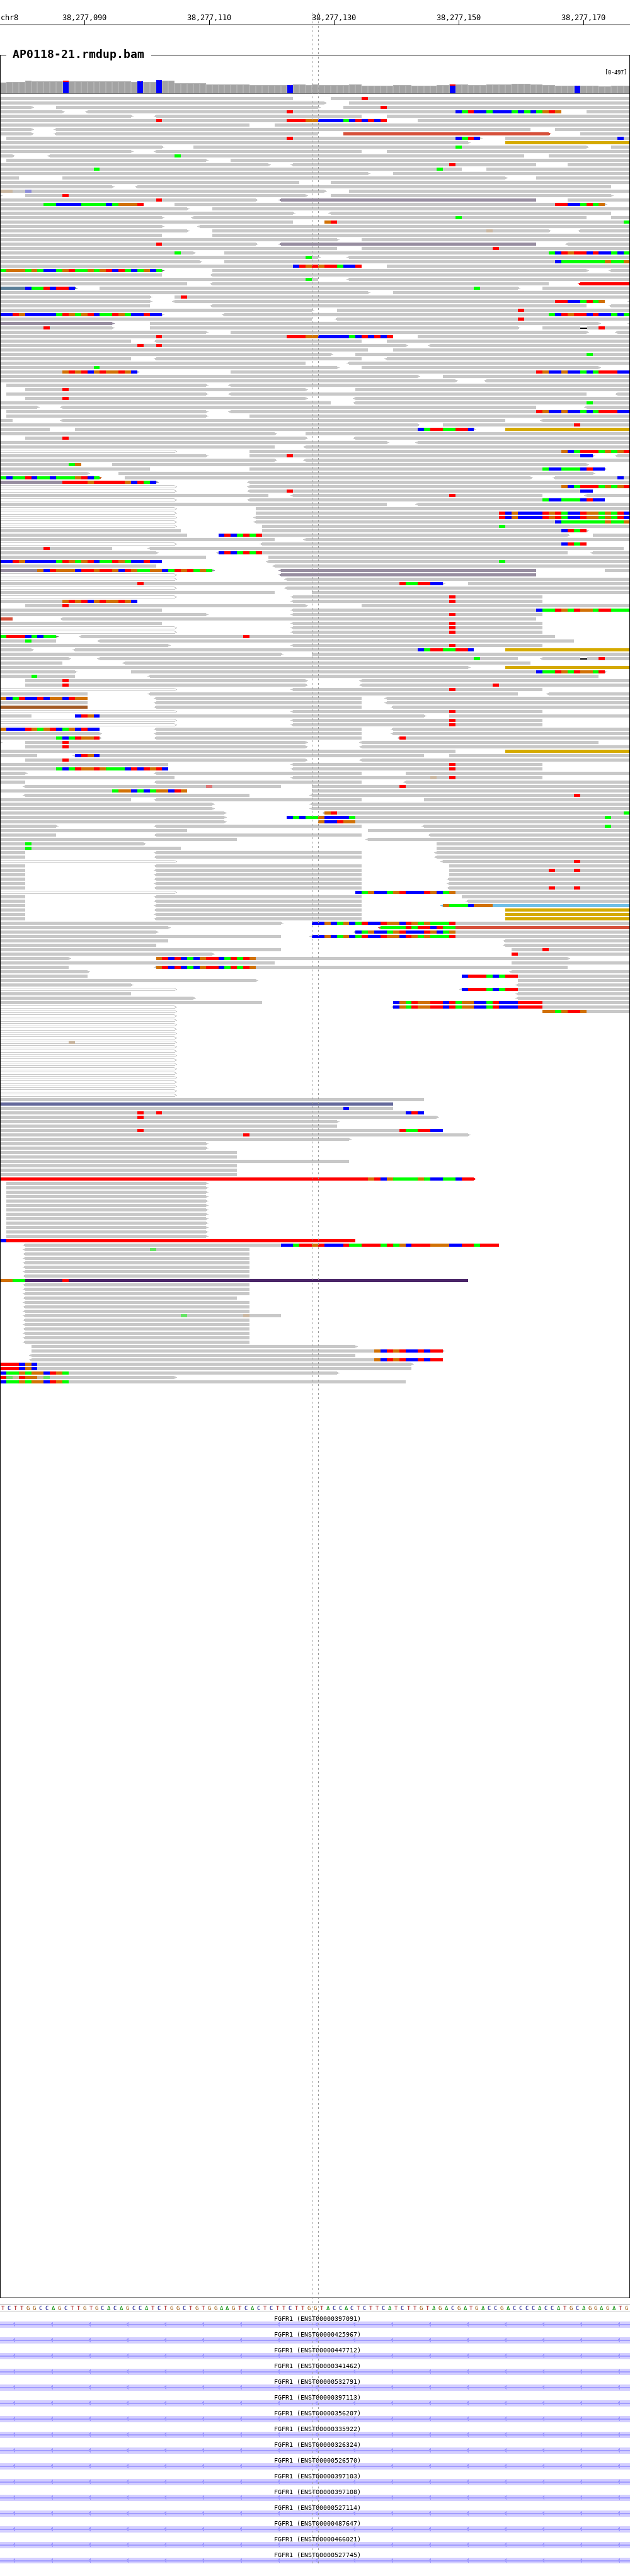 chr8 38,277,090 38,277,110 38,277,130 38,277,150 38,277,170
AP0118-21.rmdup.bam
[0-497]
TCTTGGCCAGCTTGTGCACAGCCATCTGGCTGTGGAAGTCACTCTTCTTGGTACCACTCTTCATCTTGTAGACGATGACCGACCCCACCATGCAGGAGATG
FGFR1 (ENST00000397091)
FGFR1 (ENST00000425967)
FGFR1 (ENST00000447712)
FGFR1 (ENST00000341462)
FGFR1 (ENST00000532791)
FGFR1 (ENST00000397113)
FGFR1 (ENST00000356207)
FGFR1 (ENST00000335922)
FGFR1 (ENST00000326324)
FGFR1 (ENST00000526570)
FGFR1 (ENST00000397103)
FGFR1 (ENST00000397108)
FGFR1 (ENST00000527114)
FGFR1 (ENST00000487647)
FGFR1 (ENST00000466021)
FGFR1 (ENST00000527745)